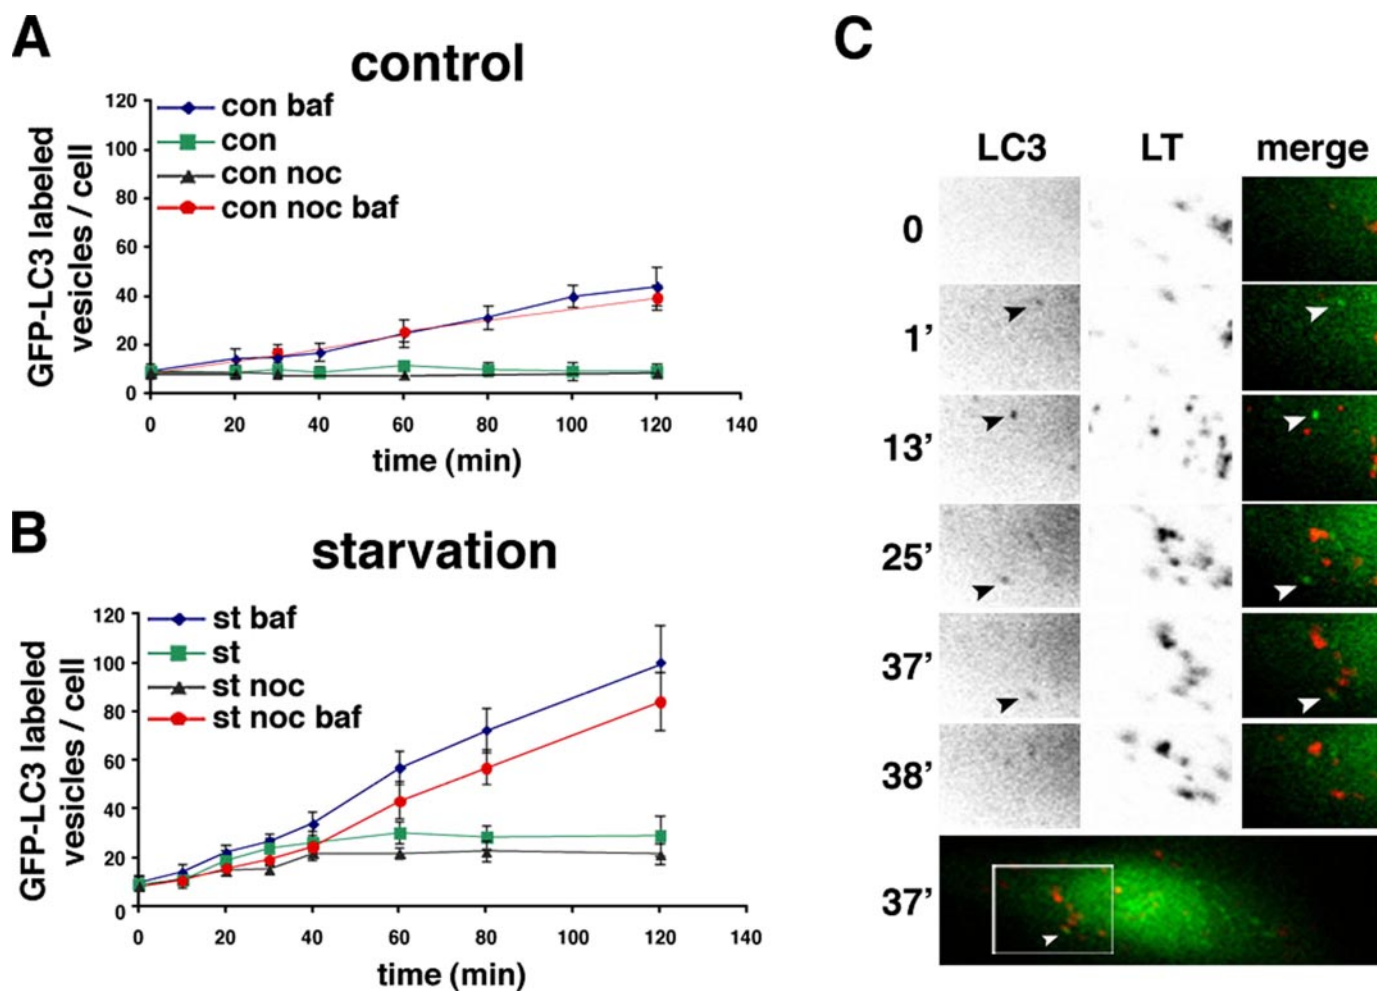 A
control
con baf
con
con noc
con noc baf
GFP-LC3 labeled
vesicles / cell
120
100
80
60
40
20
0
0 20 40 60 80 100 120 140
time (min)
B
starvation
st baf
st
st noc
st noc baf
GFP-LC3 labeled
vesicles / cell
120
100
80
60
40
20
0
0 20 40 60 80 100 120 140
time (min)
C
LC3 LT merge
0
1’
13’
25’
37’
38’
37’